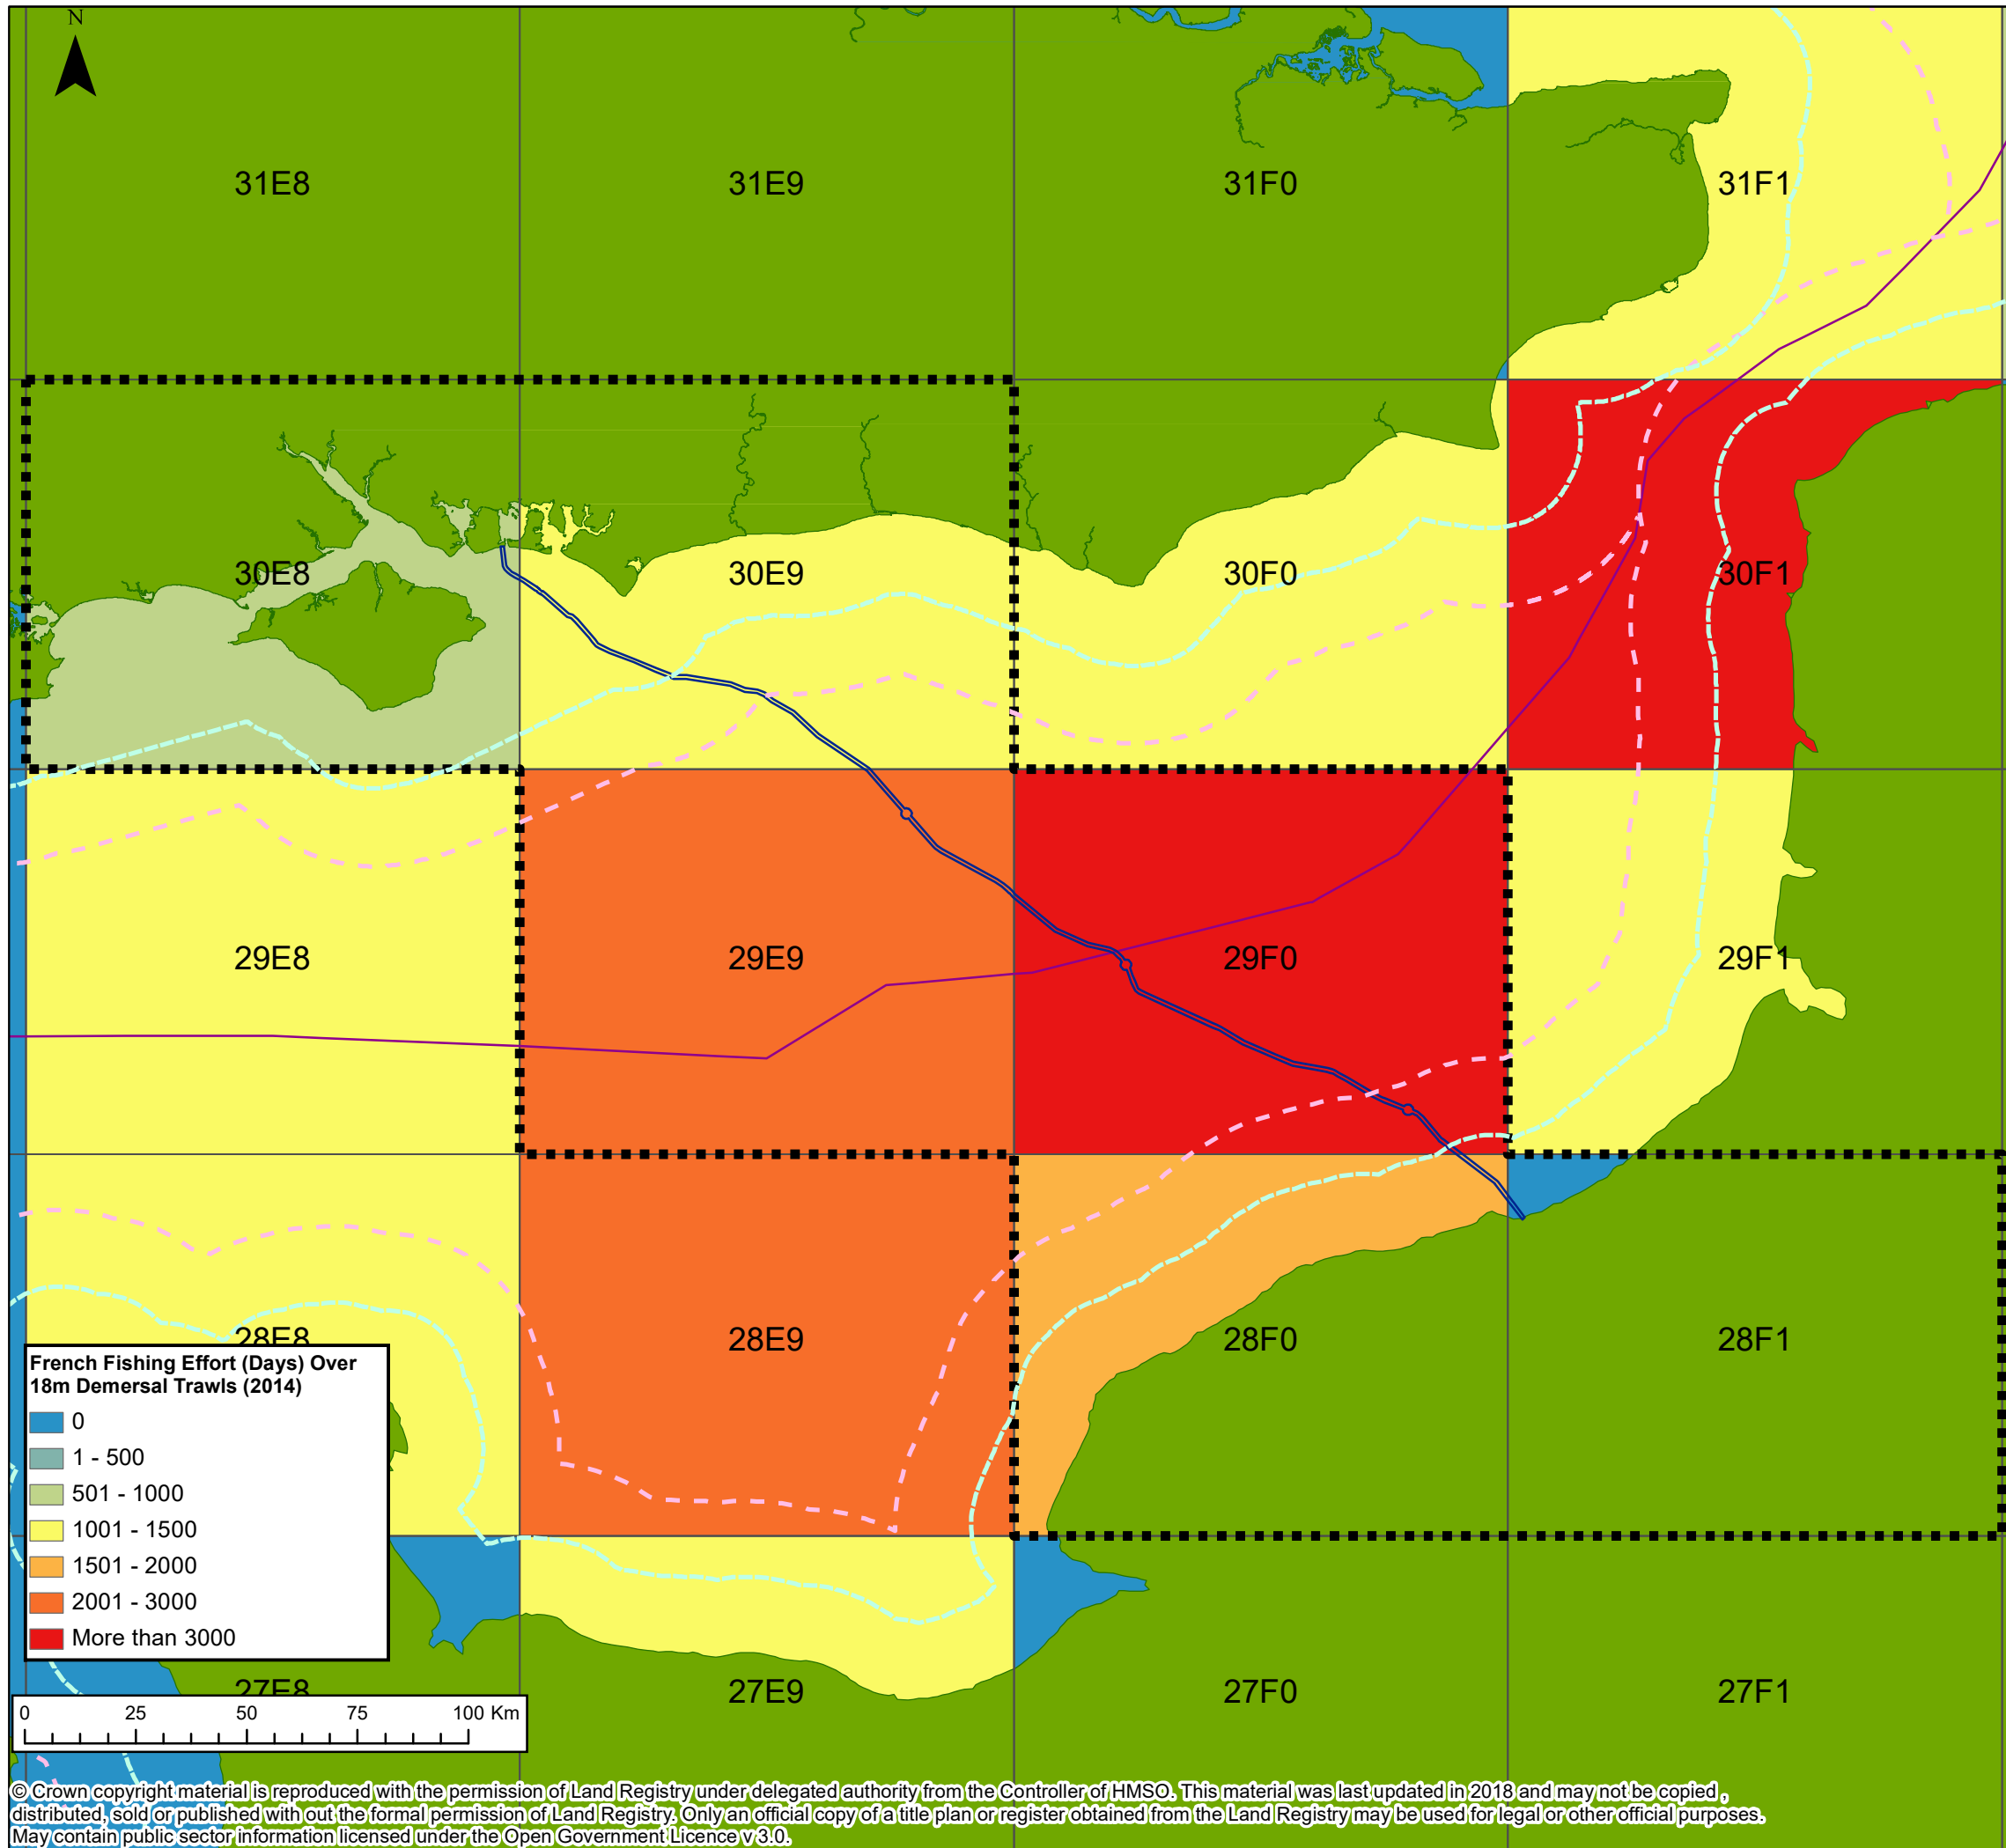 N
31E8 31E9 31F0 31F1
30E8 30E9 30F0 30F1
29E8 29E9 29F0 29F1
28E8 28E9 28F0 28F1
French Fishing Effort (Days) Over
18m Demersal Trawls (2014)
0
1 - 500
501 - 1000
1001 - 1500
1501 - 2000
2001 - 3000
More than 3000
27E8 27E9 27F0 27F1
0 25 50 75 100 Km
© Crown copyright material is reproduced with the permission of Land Registry under delegated authority from the Controller of HMSO. This material was last updated in 2018 and may not be copied ,
distributed, sold or published with out the formal permission of Land Registry. Only an official copy of a title plan or register obtained from the Land Registry may be used for legal or other official purposes.
May contain public sector information licensed under the Open Government Licence v 3.0.